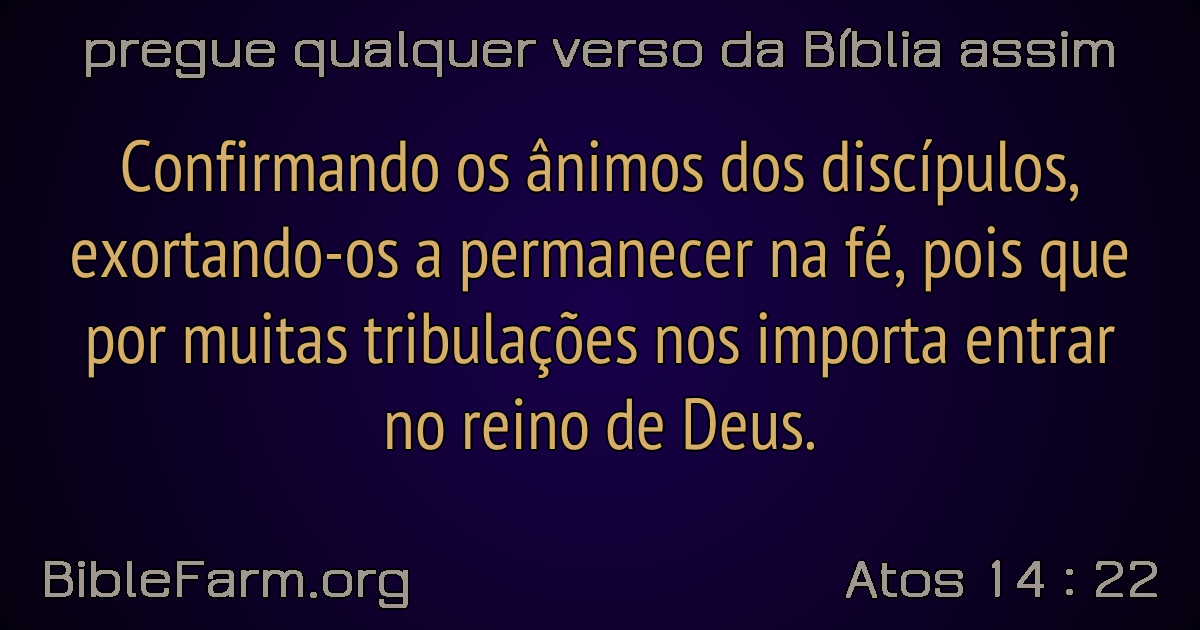 pregue qualquer verso da Bíblia assim
Confirmando os ânimos dos discípulos,
exortando-os a permanecer na fé, pois que
por muitas tribulações nos importa entrar
no reino de Deus.
BibleFarm.org
Atos 14 : 22